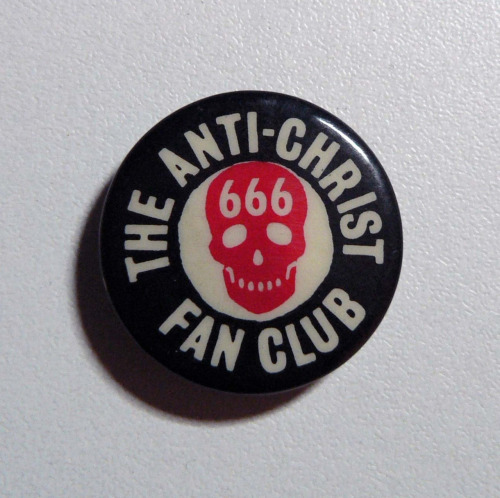 THE ANTI-CHRIST
666
FAN CLUB